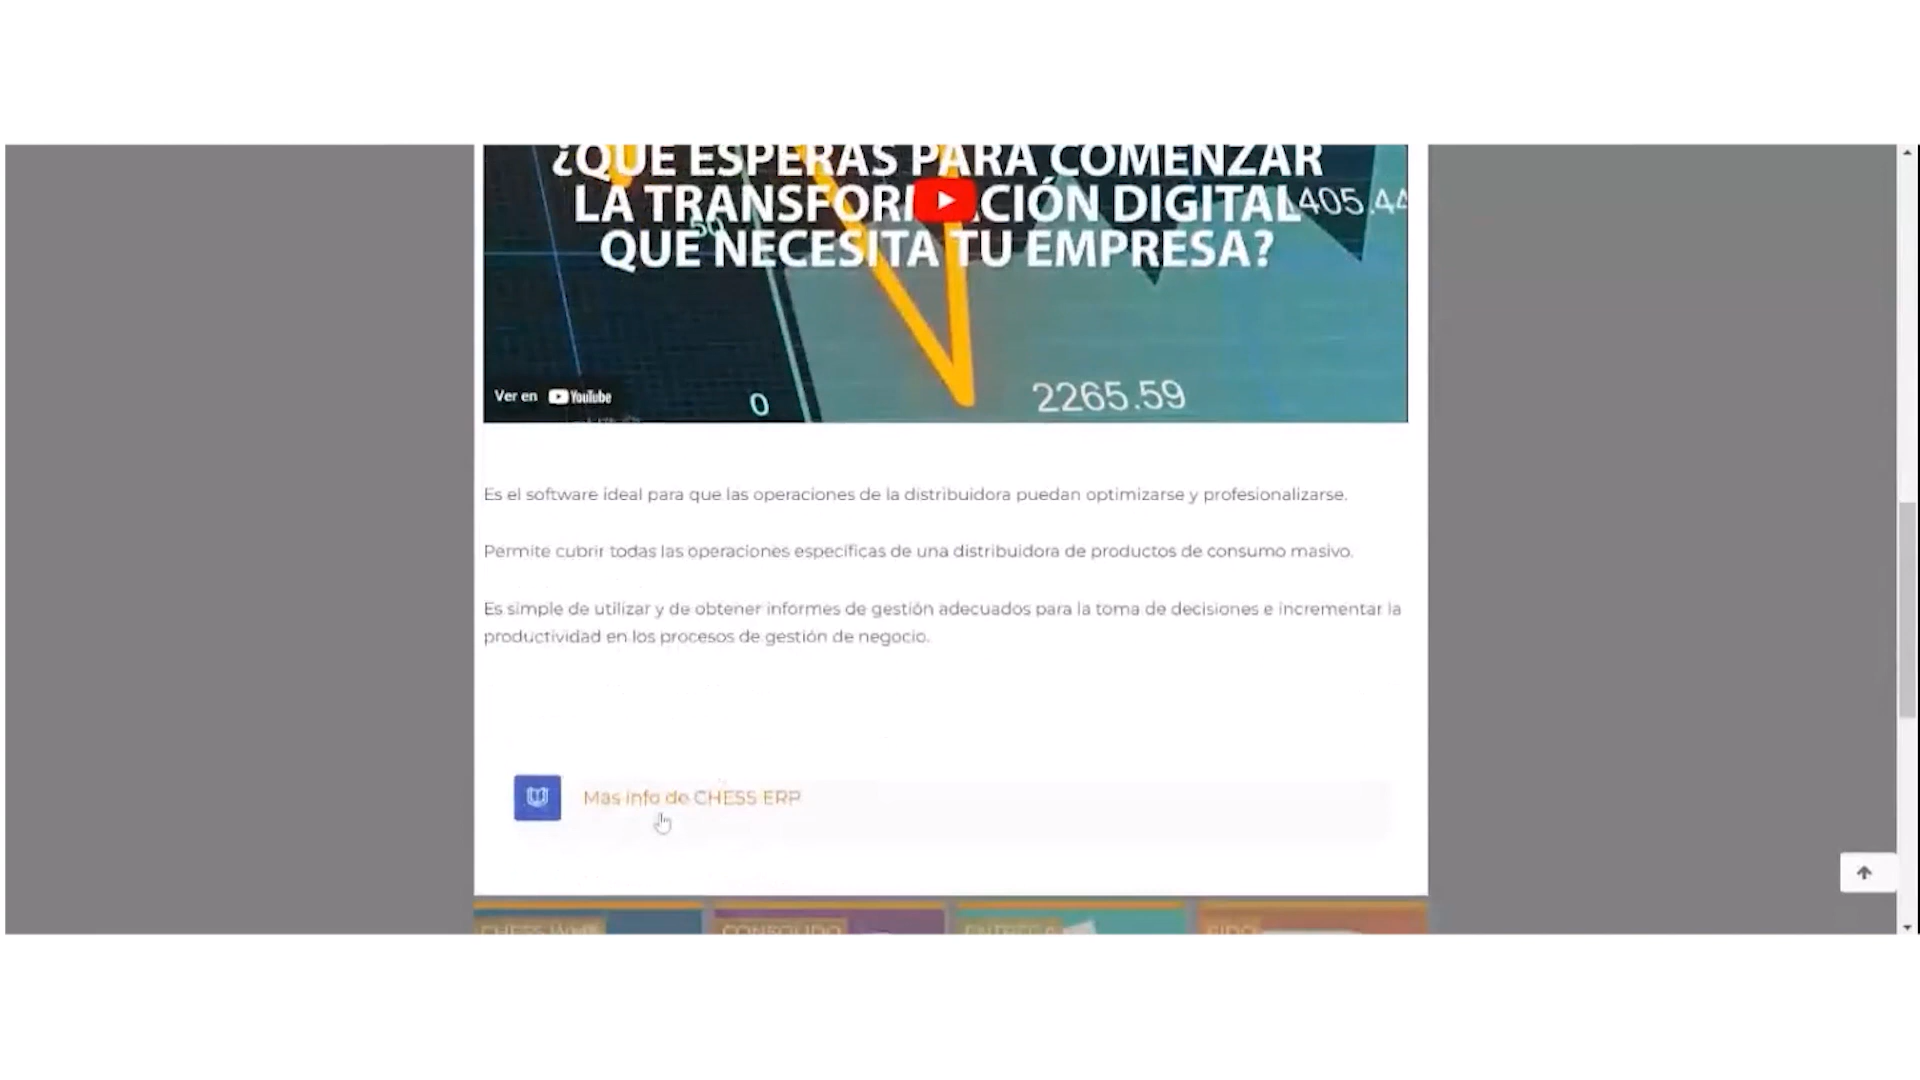 ¿QUE ESPERAS PARA COMENZAR
LA TRANSFORMACIÓN DIGITAL
1405.44
50
QUE NECESITA TU EMPRESA?
Ver en YouTube
0
2265.59
Es el software ideal para que las operaciones de la distribuidora puedan optimizarse y profesionalizarse.
Permite cubrir todas las operaciones específicas de una distribuidora de productos de consumo masivo.
Es simple de utilizar y de obtener informes de gestión adecuados para la toma de decisiones e incrementar la
productividad en los procesos de gestión de negocio.
Más info de CHESS ERP